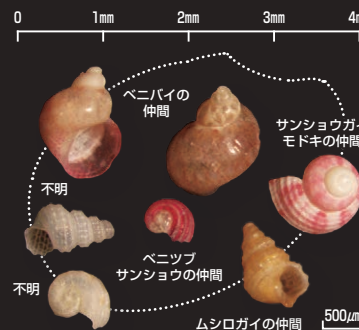 0 1mm 2mm 3mm
ベニバイの
仲間
サンショウガイ
モドキの仲間
不明
ベニツブ
サンショウの仲間
不明
ムシロガイの仲間
500μm